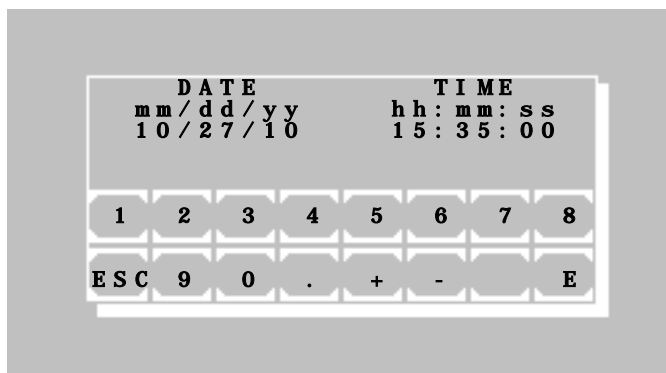 DATE TIME
mm/dd/yy hh:mm:ss
10/27/10 15:35:00
1 2 3 4 5 6 7 8
ESC 9 0 . + - E